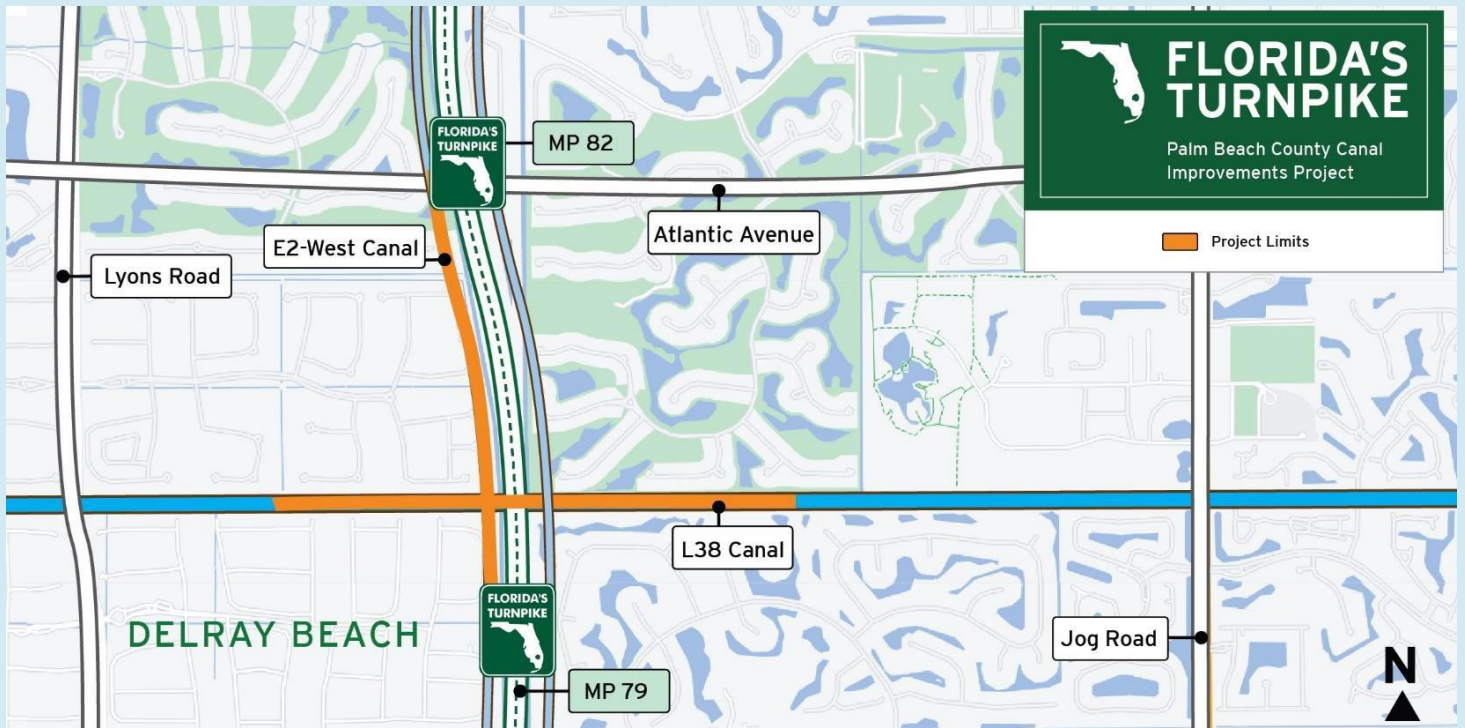 FLORIDA'S
TURNPIKE
Palm Beach County Canal
Improvements Project
Project Limits
FLORIDA'S
TURNPIKE
MP 82
Atlantic Avenue
E2-West Canal
Lyons Road
L38 Canal
FLORIDA'S
TURNPIKE
DELRAY BEACH
Jog Road
MP 79
N